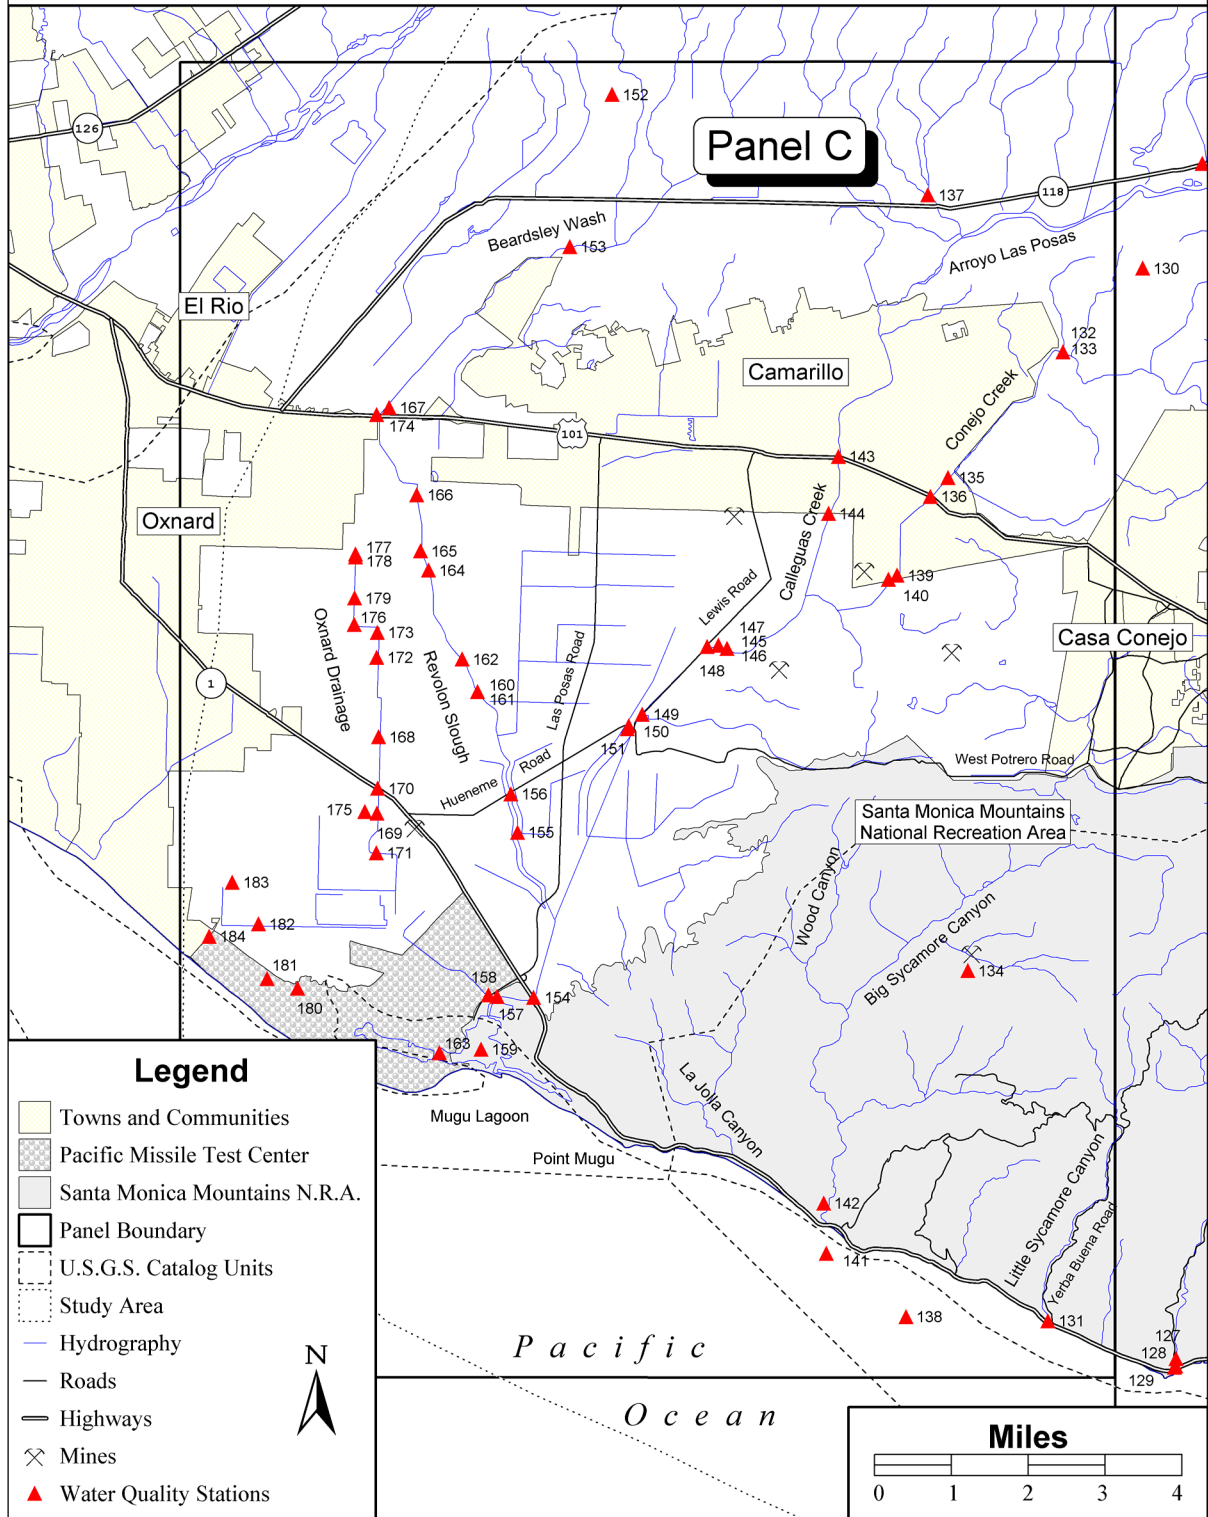 152
126
Panel C
137
118
Beardsley Wash
153
Arroyo Las Posas
130
El Rio
132
133
Camarillo
Conejo Creek
167
174
101
143
135
136
166
Oxnard
Calleguas Creek
144
177
178
165
164
139
140
179
176
173
Lewis Road
147
145
146
148
Casa Conejo
172
Oxnard Drainage
Revolon Slough
162
160
161
Las Posas Road
1
149
150
151
168
West Potrero Road
Hueneme Road
170
156
175
169
155
171
Santa Monica Mountains
National Recreation Area
183
182
184
Wood Canyon
Big Sycamore Canyon
134
181
180
158
157
154
163
159
Mugu Lagoon
Point Mugu
La Jolla Canyon
142
141
138
Little Sycamore Canyon
Yerba Buena Road
131
127
128
129
Pacific
Ocean
Legend
Towns and Communities
Pacific Missile Test Center
Santa Monica Mountains N.R.A.
Panel Boundary
U.S.G.S. Catalog Units
Study Area
Hydrography
Roads
Highways
Mines
Water Quality Stations
N
Miles
0 1 2 3 4